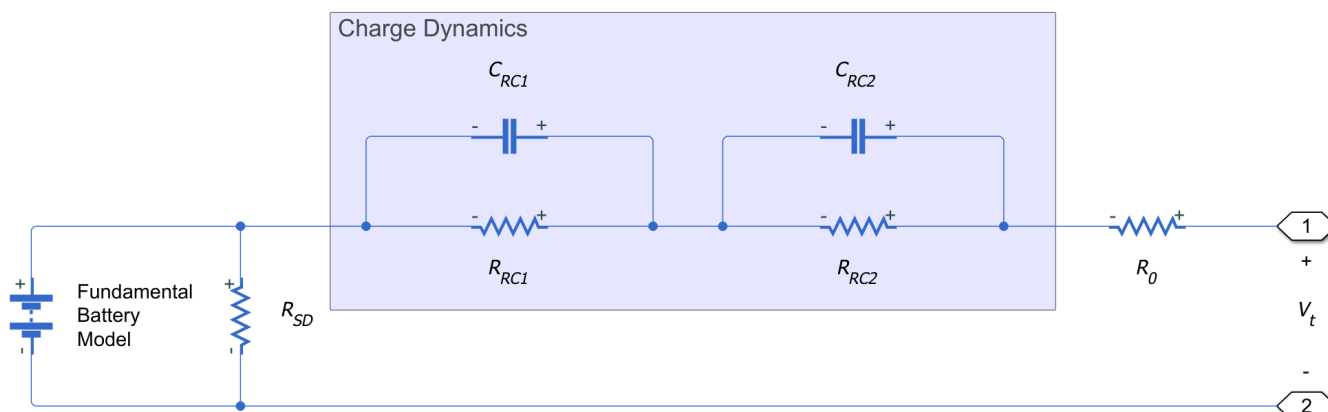 Charge Dynamics
C_RC1
C_RC2
- +
- +
- +
- +
- +
R_RC1
R_RC2
R_0
1
+
V_t
-
2
+
-
Fundamental
Battery
Model
+
-
R_SD